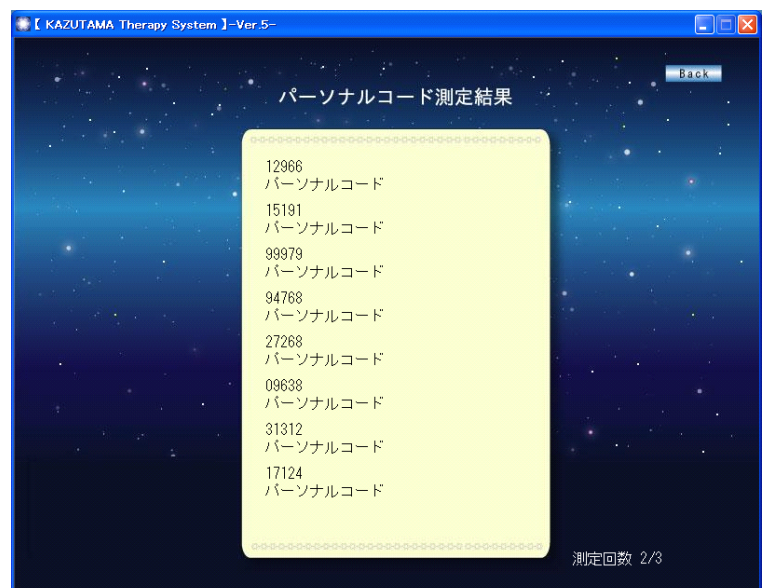 【 KAZUTAMA Therapy System 】-Ver.5-
Back
パーソナルコード測定結果
12966
パーソナルコード
15191
パーソナルコード
99979
パーソナルコード
94768
パーソナルコード
27268
パーソナルコード
09638
パーソナルコード
31312
パーソナルコード
17124
パーソナルコード
測定回数 2/3